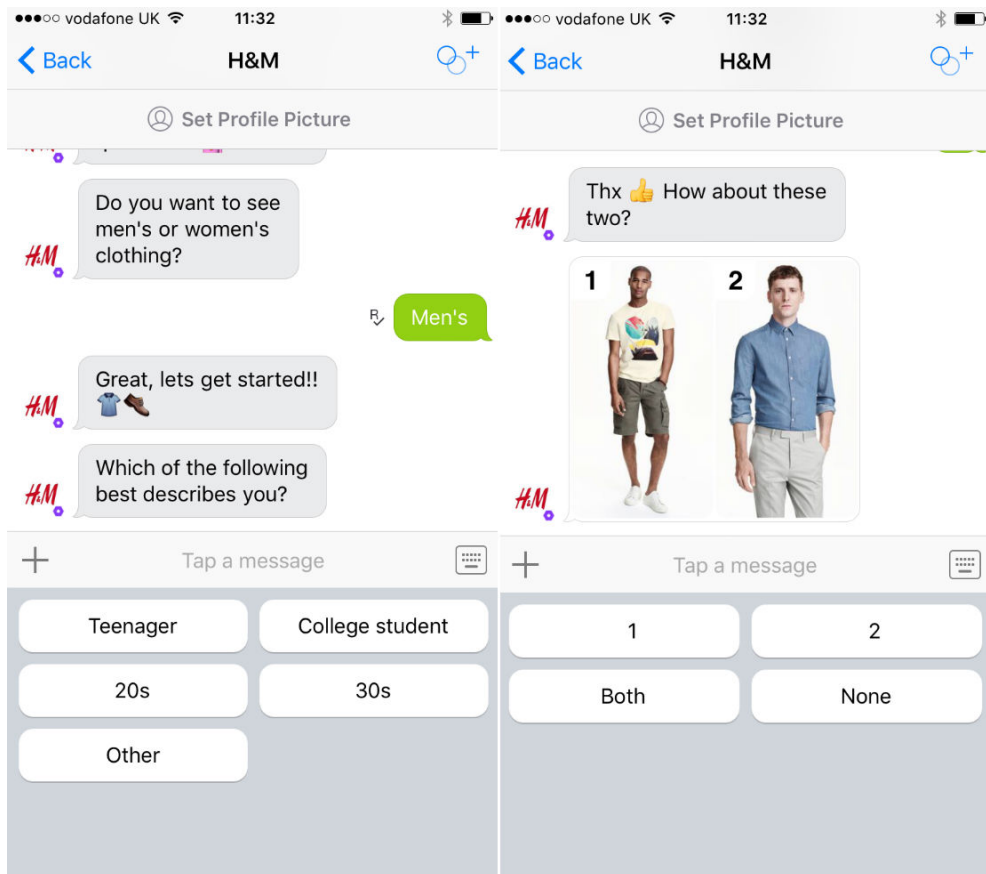 vodafone UK 11:32
Back H&M
Set Profile Picture
Do you want to see
men's or women's
clothing?
H&M
Men's
Great, lets get started!!
H&M
Which of the following
best describes you?
H&M
Tap a message
Teenager College student
20s 30s
Other
vodafone UK 11:32
Back H&M
Set Profile Picture
Thx 👍 How about these
two?
H&M
1 2
H&M
Tap a message
1 2
Both None